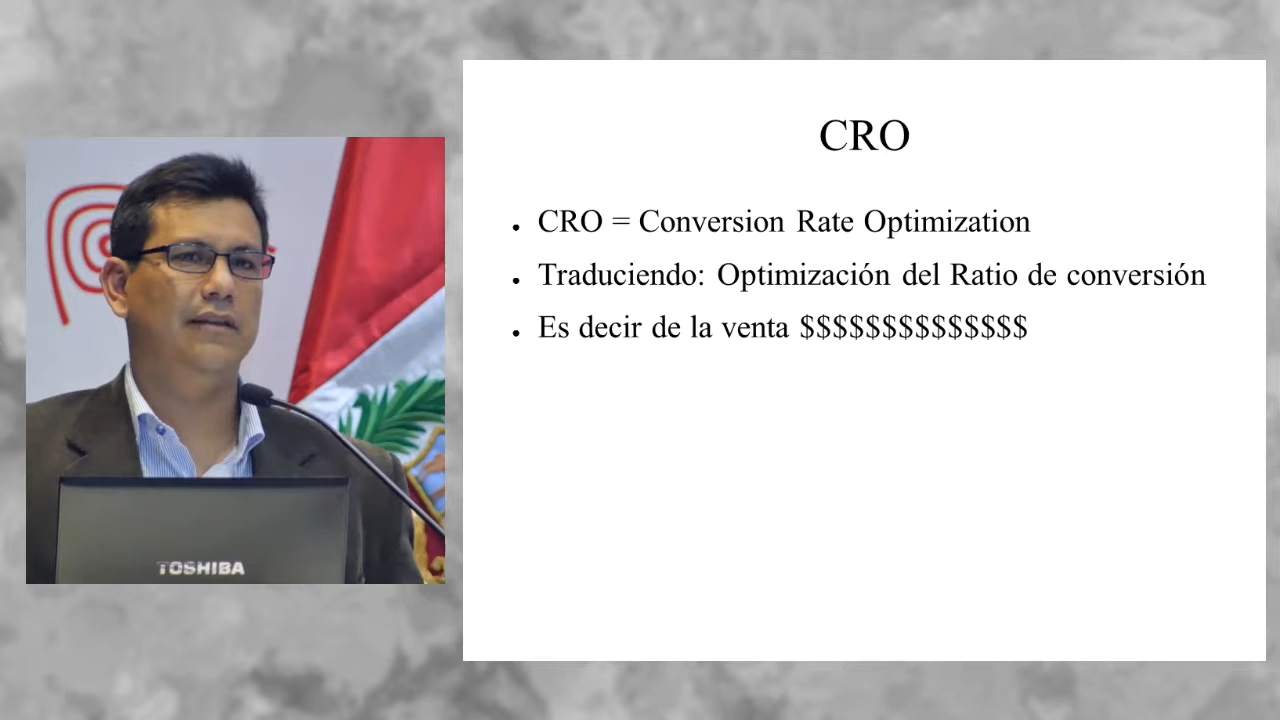 CRO
CRO = Conversion Rate Optimization
Traduciendo: Optimización del Ratio de conversión
Es decir de la venta $$$$$$$$$$$$$$
TOSHIBA